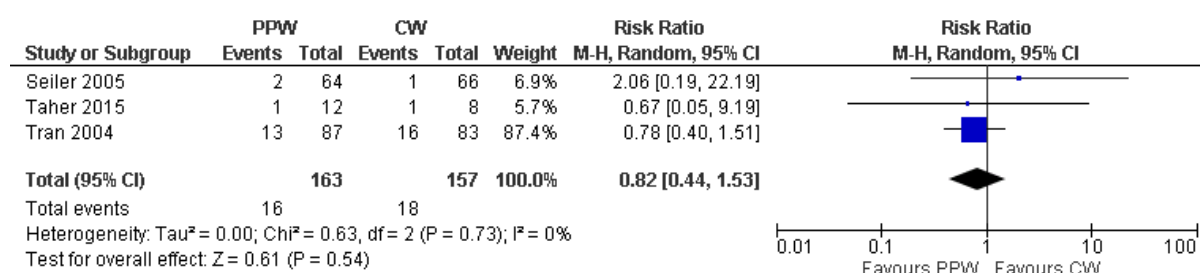 PPW CW Risk Ratio Risk Ratio
Study or Subgroup Events Total Events Total Weight M-H, Random, 95% CI M-H, Random, 95% CI
Seiler 2005 2 64 1 66 6.9% 2.06 [0.19, 22.19]
Taher 2015 1 12 1 8 5.7% 0.67 [0.05, 9.19]
Tran 2004 13 87 16 83 87.4% 0.78 [0.40, 1.51]
Total (95% CI) 163 157 100.0% 0.82 [0.44, 1.53]
Total events 16 18
Heterogeneity: Tau² = 0.00; Chi² = 0.63, df = 2 (P = 0.73); I² = 0%
Test for overall effect: Z = 0.61 (P = 0.54)
0.01 0.1 1 10 100
Favours PPW Favours CW